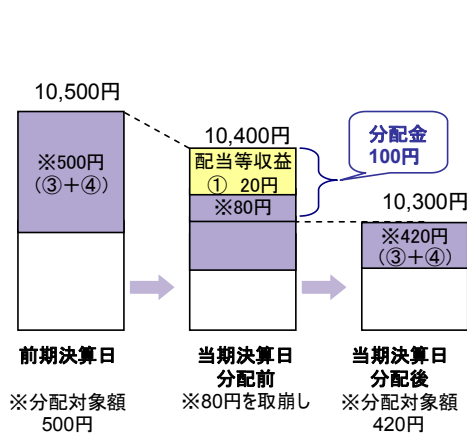 10,500円
※500円
（③＋④）
10,400円
配当等収益
① 20円
※80円
分配金
100円
10,300円
※420円
（③＋④）
前期決算日
※分配対象額
500円
当期決算日
分配前
※80円を取崩し
当期決算日
分配後
※分配対象額
420円